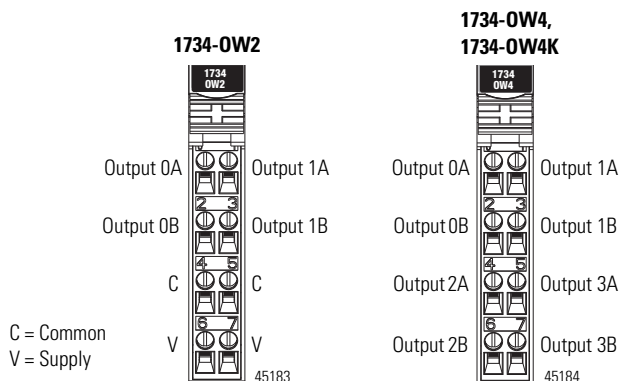 1734-OW2
1734
OW2
Output 0A
Output 1A
2 3
Output 0B
Output 1B
4 5
C
C
6 7
V
V
C = Common
V = Supply
45183
1734-OW4,
1734-OW4K
1734
OW4
Output 0A
Output 1A
2 3
Output 0B
Output 1B
4 5
Output 2A
Output 3A
6 7
Output 2B
Output 3B
45184